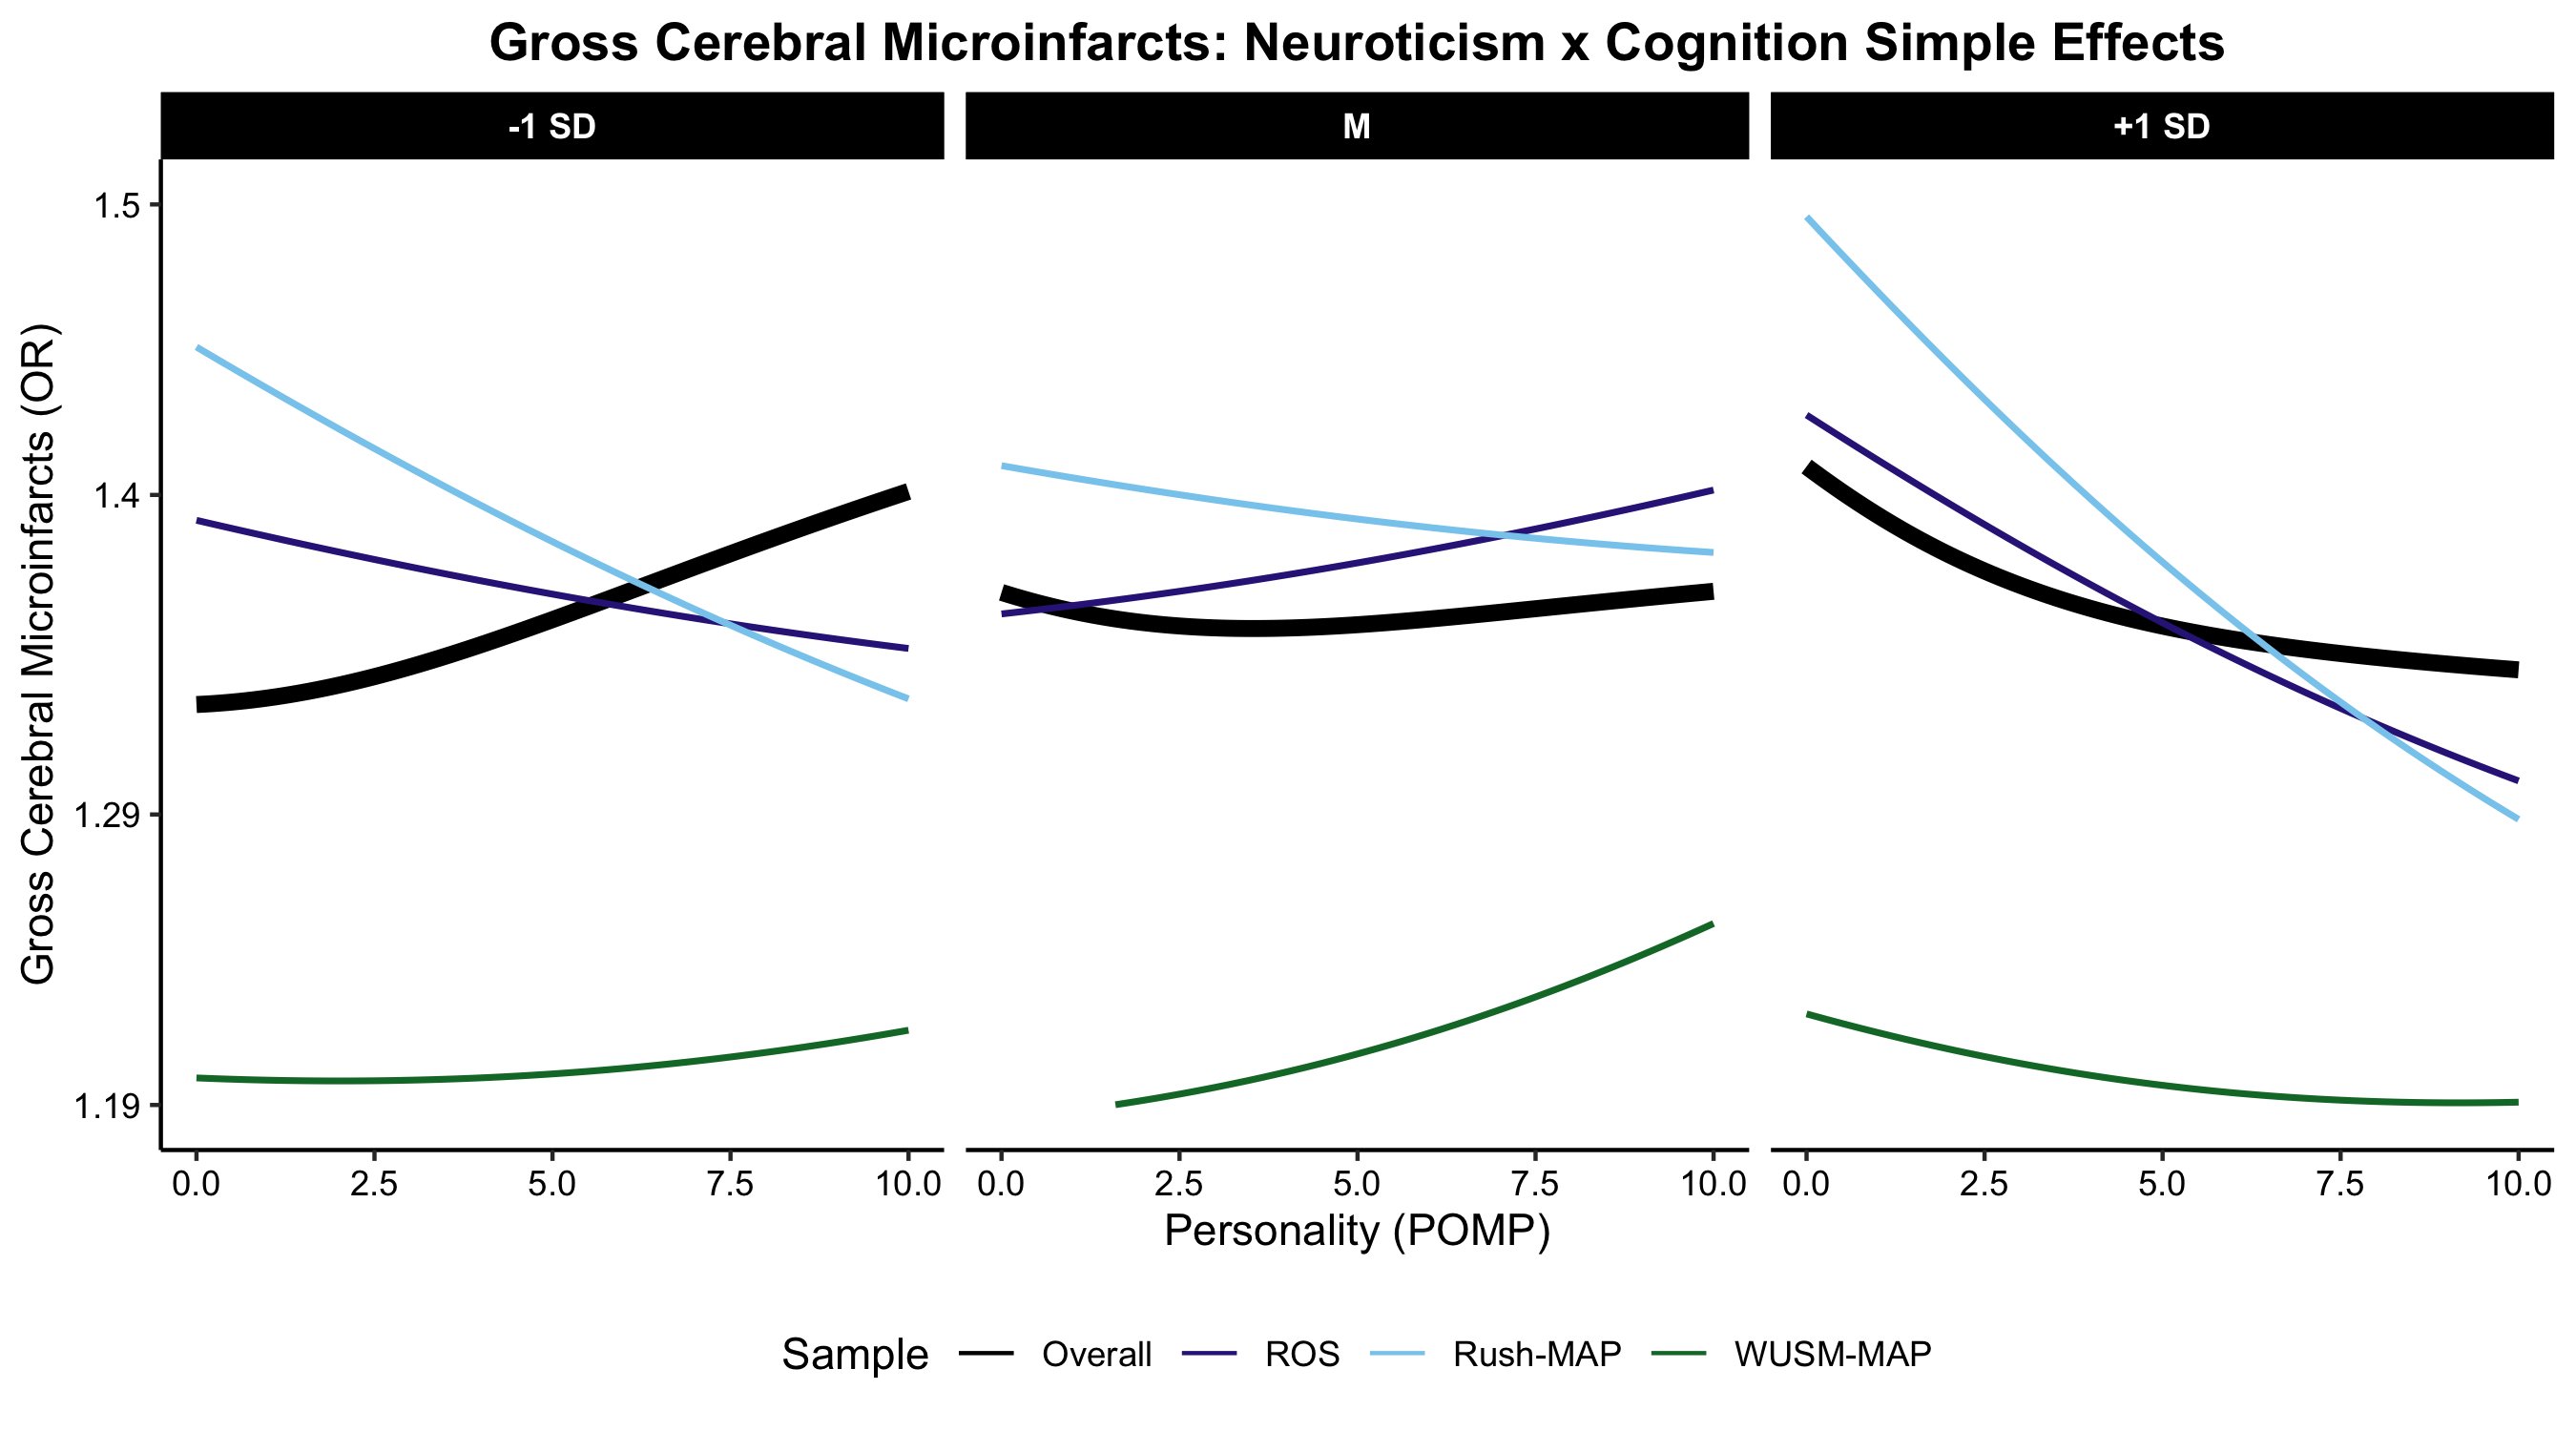 Gross Cerebral Microinfarcts: Neuroticism x Cognition Simple Effects
-1 SD
M
+1 SD
Gross Cerebral Microinfarcts (OR)
1.5
1.4
1.29
1.19
0.0 2.5 5.0 7.5 10.0
0.0 2.5 5.0 7.5 10.0
0.0 2.5 5.0 7.5 10.0
Personality (POMP)
Sample Overall ROS Rush-MAP WUSM-MAP